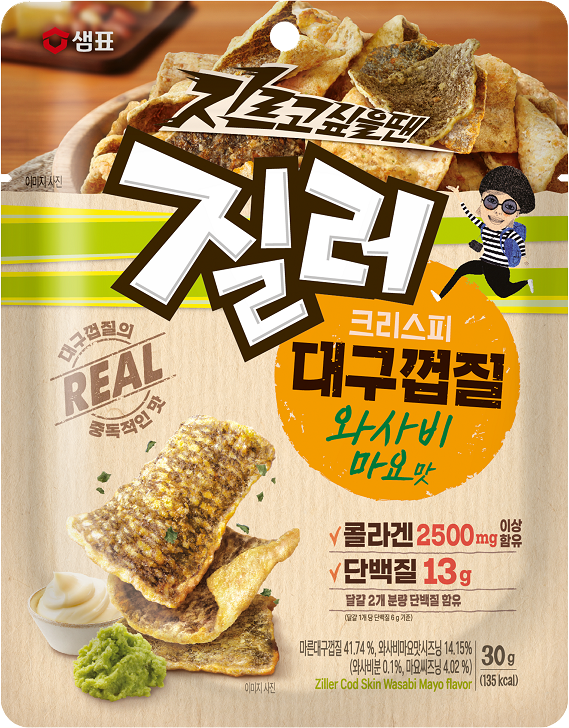 샘표
지르고 싶을 땐
이미지 사진
질러
크리스피
대구껍질
와사비
마요맛
대구껍질의
REAL
중독적인 맛
✓콜라겐 2500mg 이상 함유
✓단백질 13g
달걀 2개 분량 단백질 함유
(달걀 1개 당 단백질 6 g 기준)
마른대구껍질 41.74 %, 와사비마요맛시즈닝 14.15%
(와사비분 0.1%, 마요씨즈닝 4.02 %)
30g
(135 kcal)
이미지 사진
Ziller Cod Skin Wasabi Mayo flavor